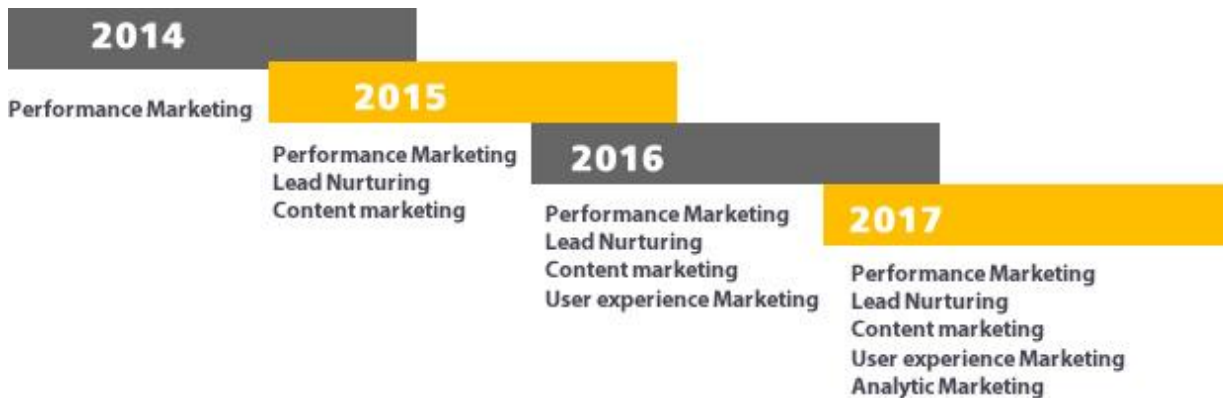 2014
Performance Marketing
2015
Performance Marketing
Lead Nurturing
Content marketing
2016
Performance Marketing
Lead Nurturing
Content marketing
User experience Marketing
2017
Performance Marketing
Lead Nurturing
Content marketing
User experience Marketing
Analytic Marketing